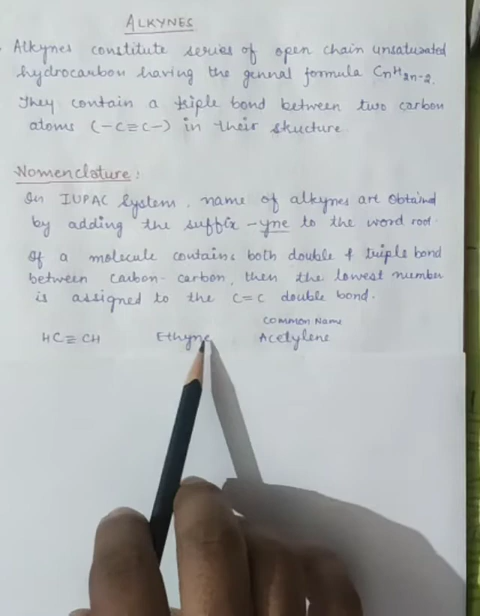 ALKYNES
Alkynes constitute series of open chain unsaturated
hydrocarbon having the general formula CnH2n-2.
They contain a triple bond between two carbon
atoms (-C≡C-) in their structure.
Nomenclature:
In IUPAC System, name of alkynes are obtained
by adding the suffix -yne to the word root.
If a molecule contains both double & triple bond
between carbon-carbon, then the lowest number
is assigned to the C=C double bond.
Common Name
HC≡CH Ethyne Acetylene